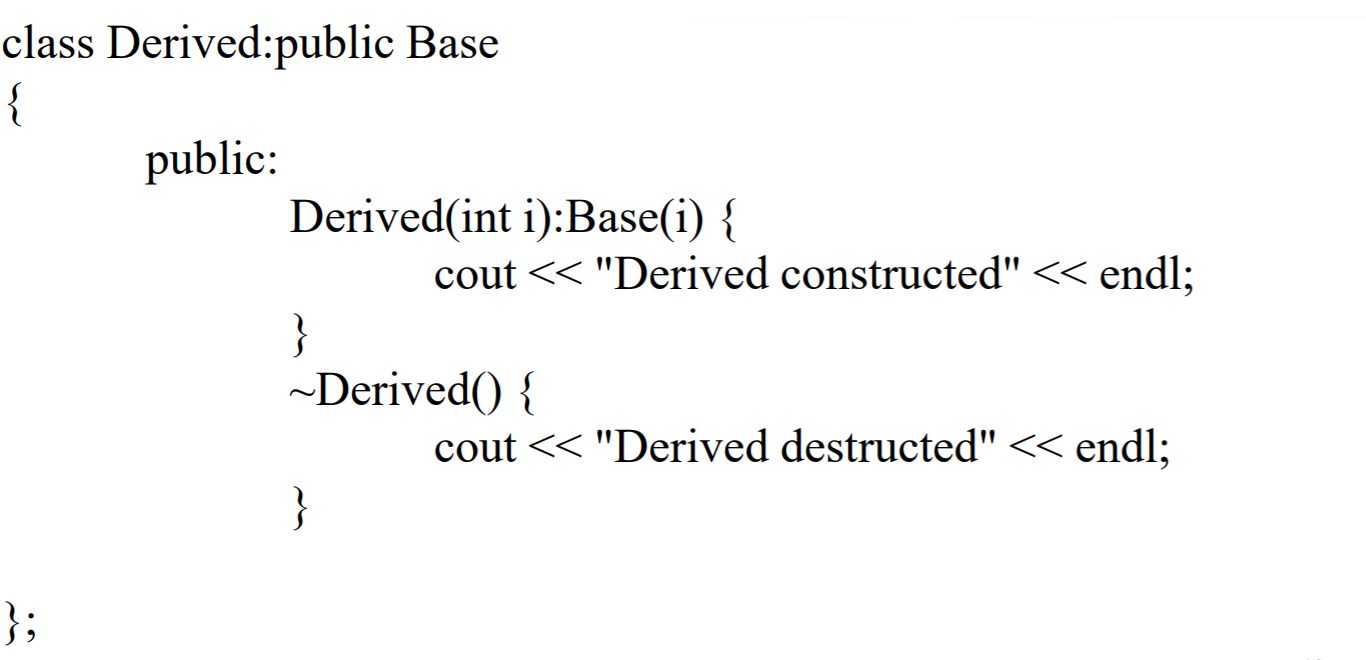 class Derived:public Base
{
public:
Derived(int i):Base(i) {
cout << "Derived constructed" << endl;
}
~Derived() {
cout << "Derived destructed" << endl;
}
};